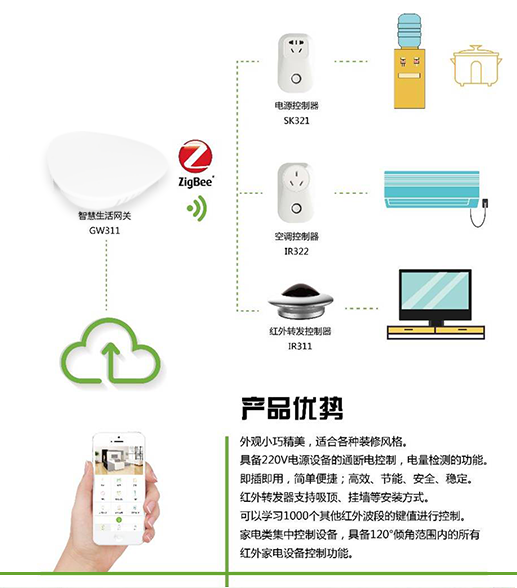 电源控制器
SK321
ZigBee
智慧生活网关
GW311
空调控制器
IR322
红外转发控制器
IR311
产品优势
外观小巧精美，适合各种装修风格。
具备220V电源设备的通断电控制，电量检测的功能。
即插即用，简单便捷；高效、节能、安全、稳定。
红外转发器支持吸顶、挂墙等安装方式。
可以学习1000个其他红外波段的键值进行控制。
家电类集中控制设备，具备120°倾角范围内的所有
红外家电设备控制功能。